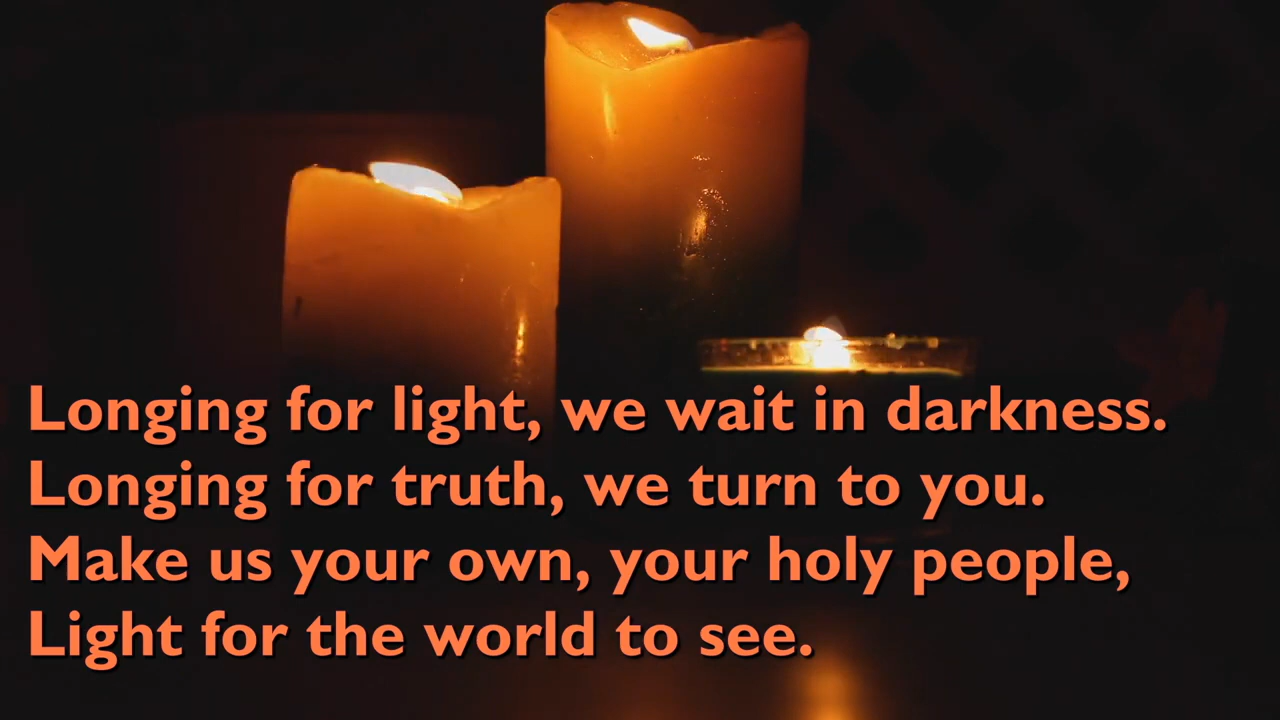 Longing for light, we wait in darkness.
Longing for truth, we turn to you.
Make us your own, your holy people,
Light for the world to see.